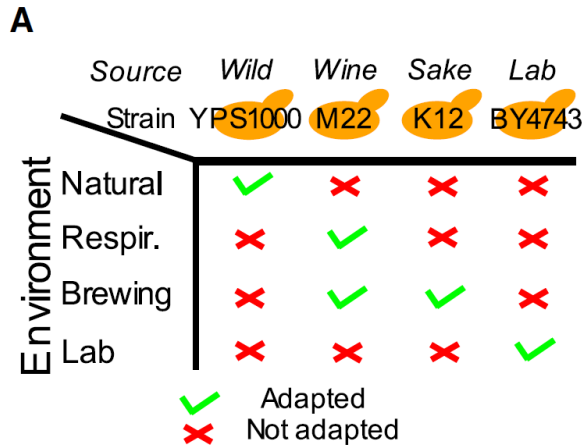 A
Source Wild Wine Sake Lab
Strain YPS1000 M22 K12 BY4743
Environment
Natural
Respir.
Brewing
Lab
Adapted
Not adapted